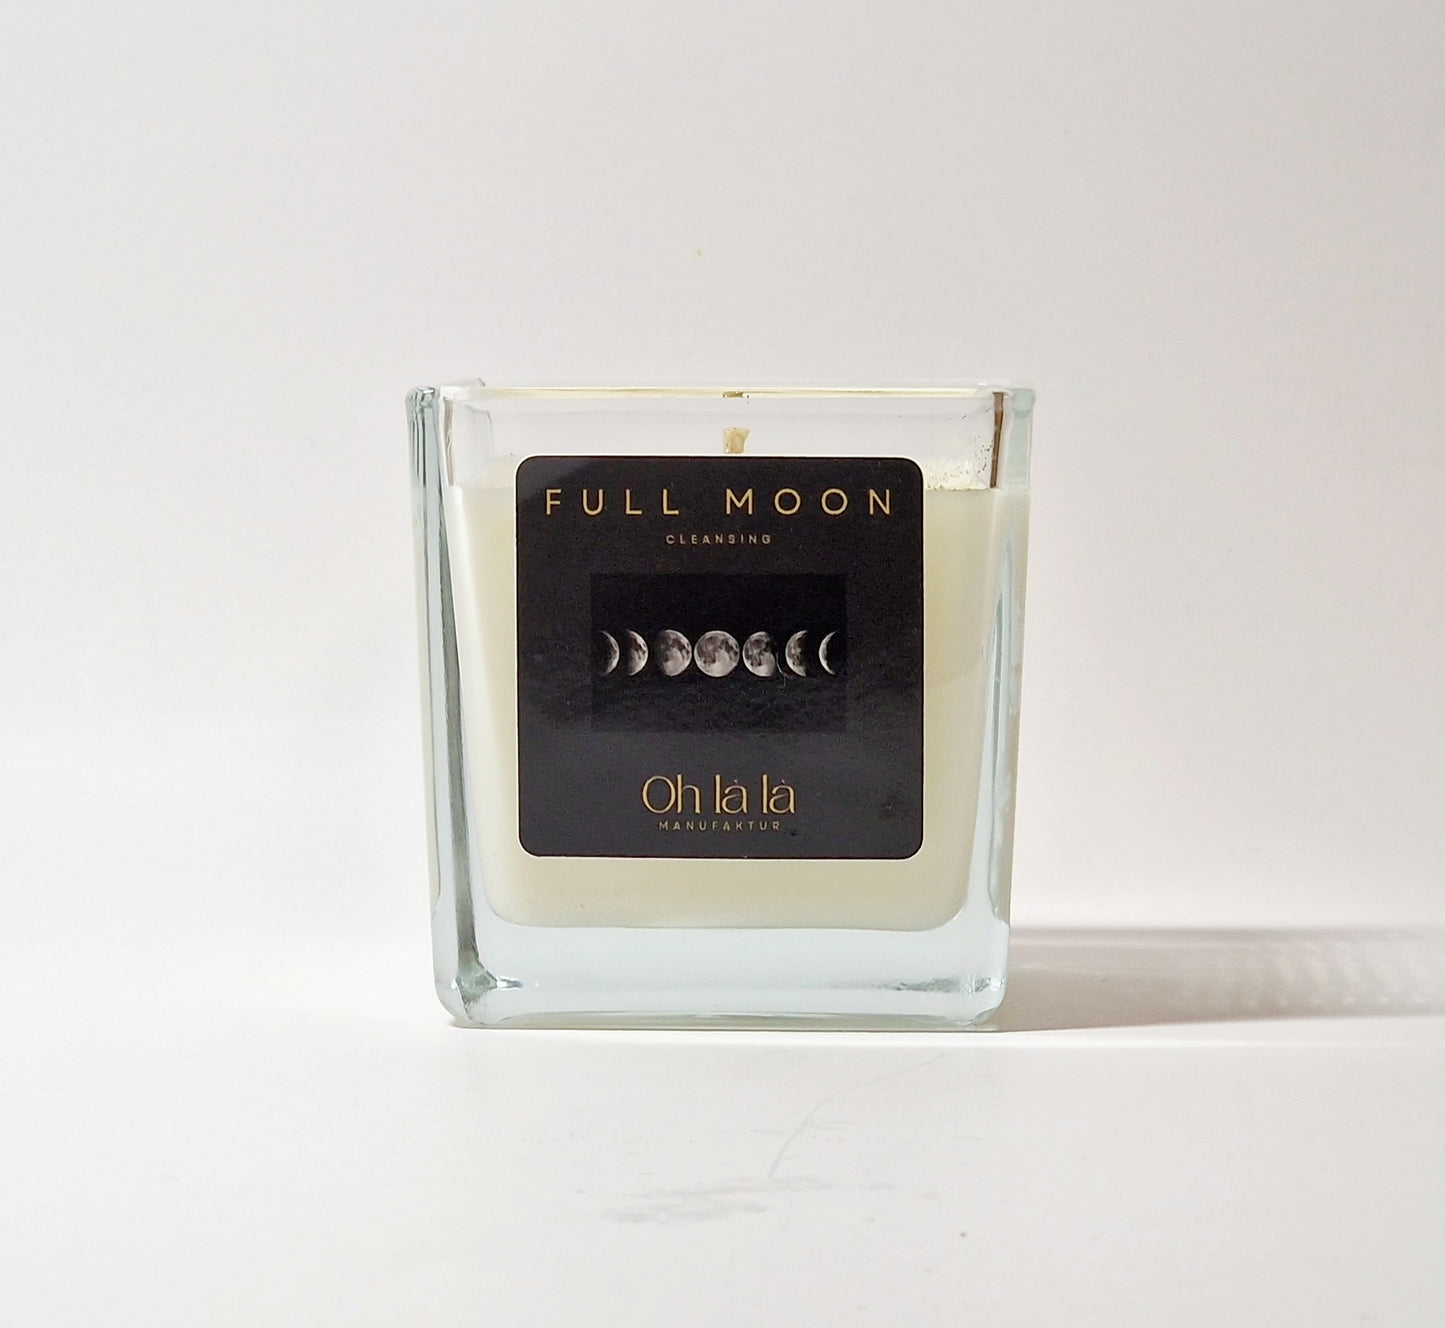 FULL MOON
CLEANSING
Oh là là
MANUFAKTUR